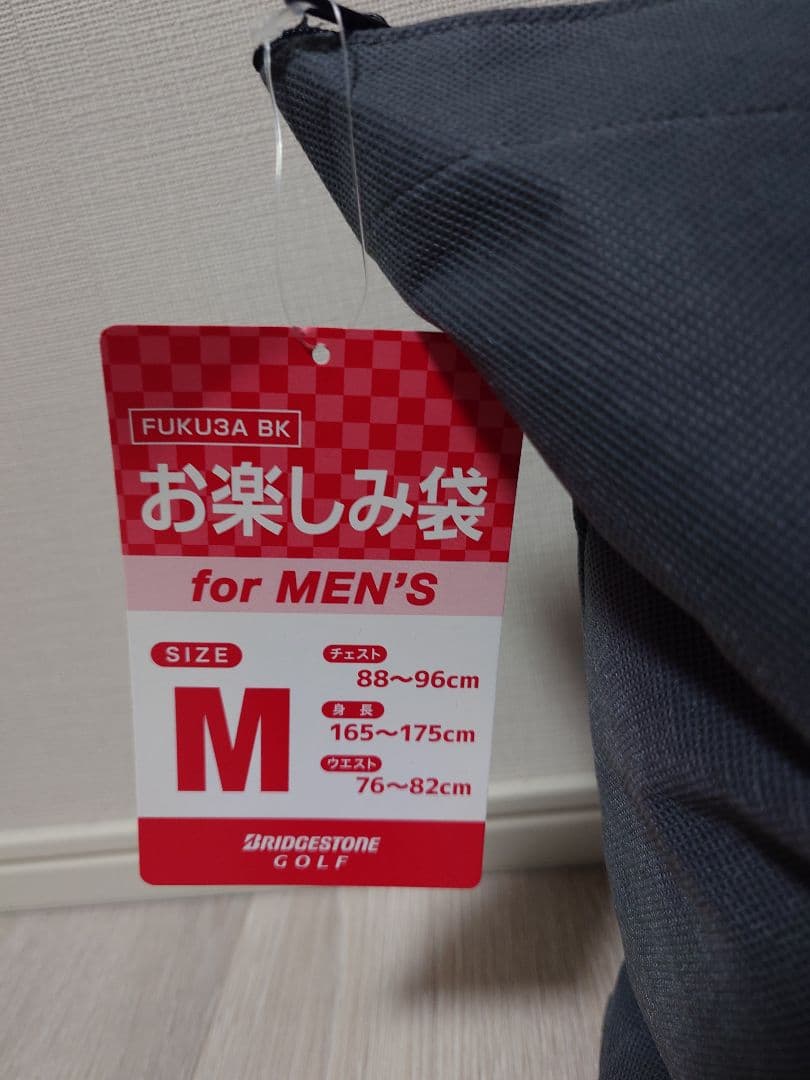 FUKU3A BK
お楽しみ袋
for MEN'S
SIZE
M
チェスト
88〜96cm
身長
165〜175cm
ウエスト
76〜82cm
BRIDGESTONE
GOLF